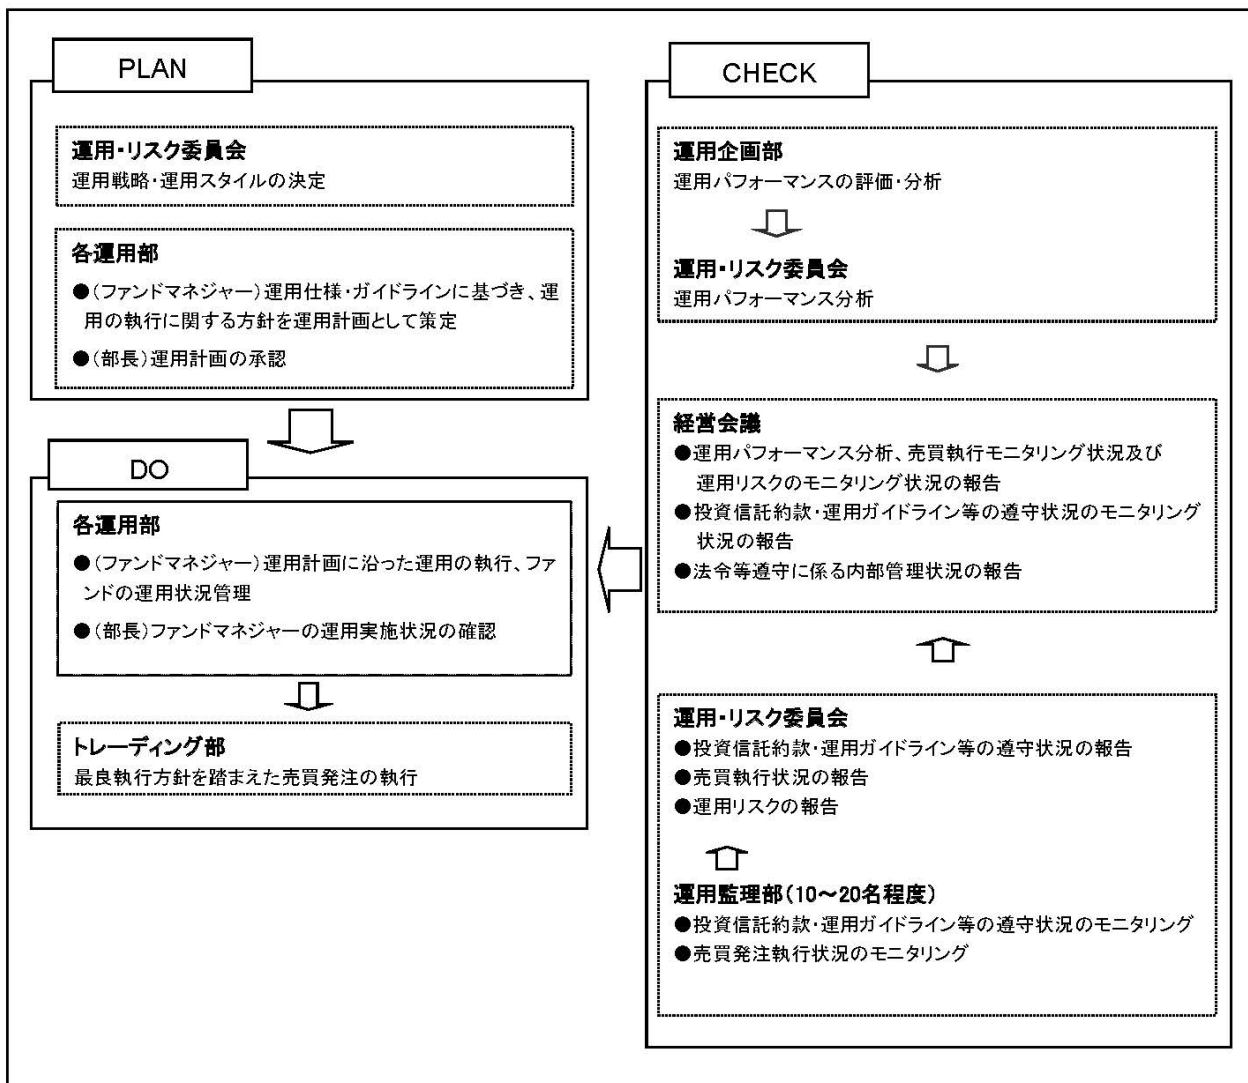 PLAN
運用・リスク委員会
運用戦略・運用スタイルの決定
各運用部
●(ファンドマネジャー)運用仕様・ガイドラインに基づき、運
用の執行に関する方針を運用計画として策定
●(部長)運用計画の承認
DO
各運用部
●(ファンドマネジャー)運用計画に沿った運用の執行、ファ
ンドの運用状況管理
●(部長)ファンドマネジャーの運用実施状況の確認
トレーディング部
最良執行方針を踏まえた売買発注の執行
CHECK
運用企画部
運用パフォーマンスの評価・分析
運用・リスク委員会
運用パフォーマンス分析
経営会議
●運用パフォーマンス分析、売買執行モニタリング状況及び
運用リスクのモニタリング状況の報告
●投資信託約款・運用ガイドライン等の遵守状況のモニタリング
状況の報告
●法令等遵守に係る内部管理状況の報告
運用・リスク委員会
●投資信託約款・運用ガイドライン等の遵守状況の報告
●売買執行状況の報告
●運用リスクの報告
運用監理部(10~20名程度)
●投資信託約款・運用ガイドライン等の遵守状況のモニタリング
●売買発注執行状況のモニタリング